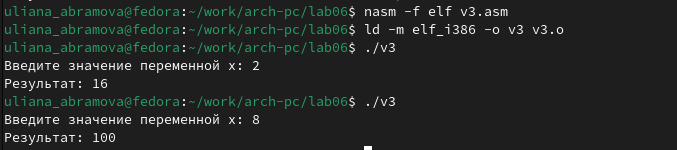 uliana_abramova@fedora:~/work/arch-pc/lab06$ nasm -f elf v3.asm
uliana_abramova@fedora:~/work/arch-pc/lab06$ ld -m elf_i386 -o v3 v3.o
uliana_abramova@fedora:~/work/arch-pc/lab06$ ./v3
Введите значение переменной х: 2
Результат: 16
uliana_abramova@fedora:~/work/arch-pc/lab06$ ./v3
Введите значение переменной х: 8
Результат: 100